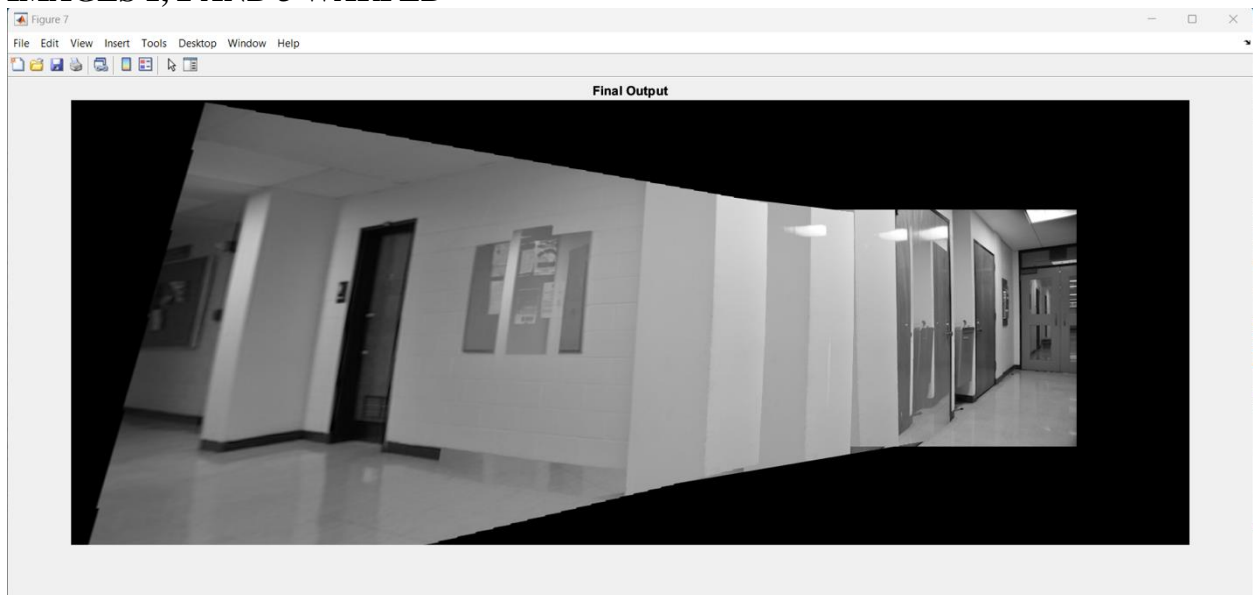 IMAGES 1, 2 AND 3 WARPED
Figure 7
File Edit View Insert Tools Desktop Window Help
Final Output